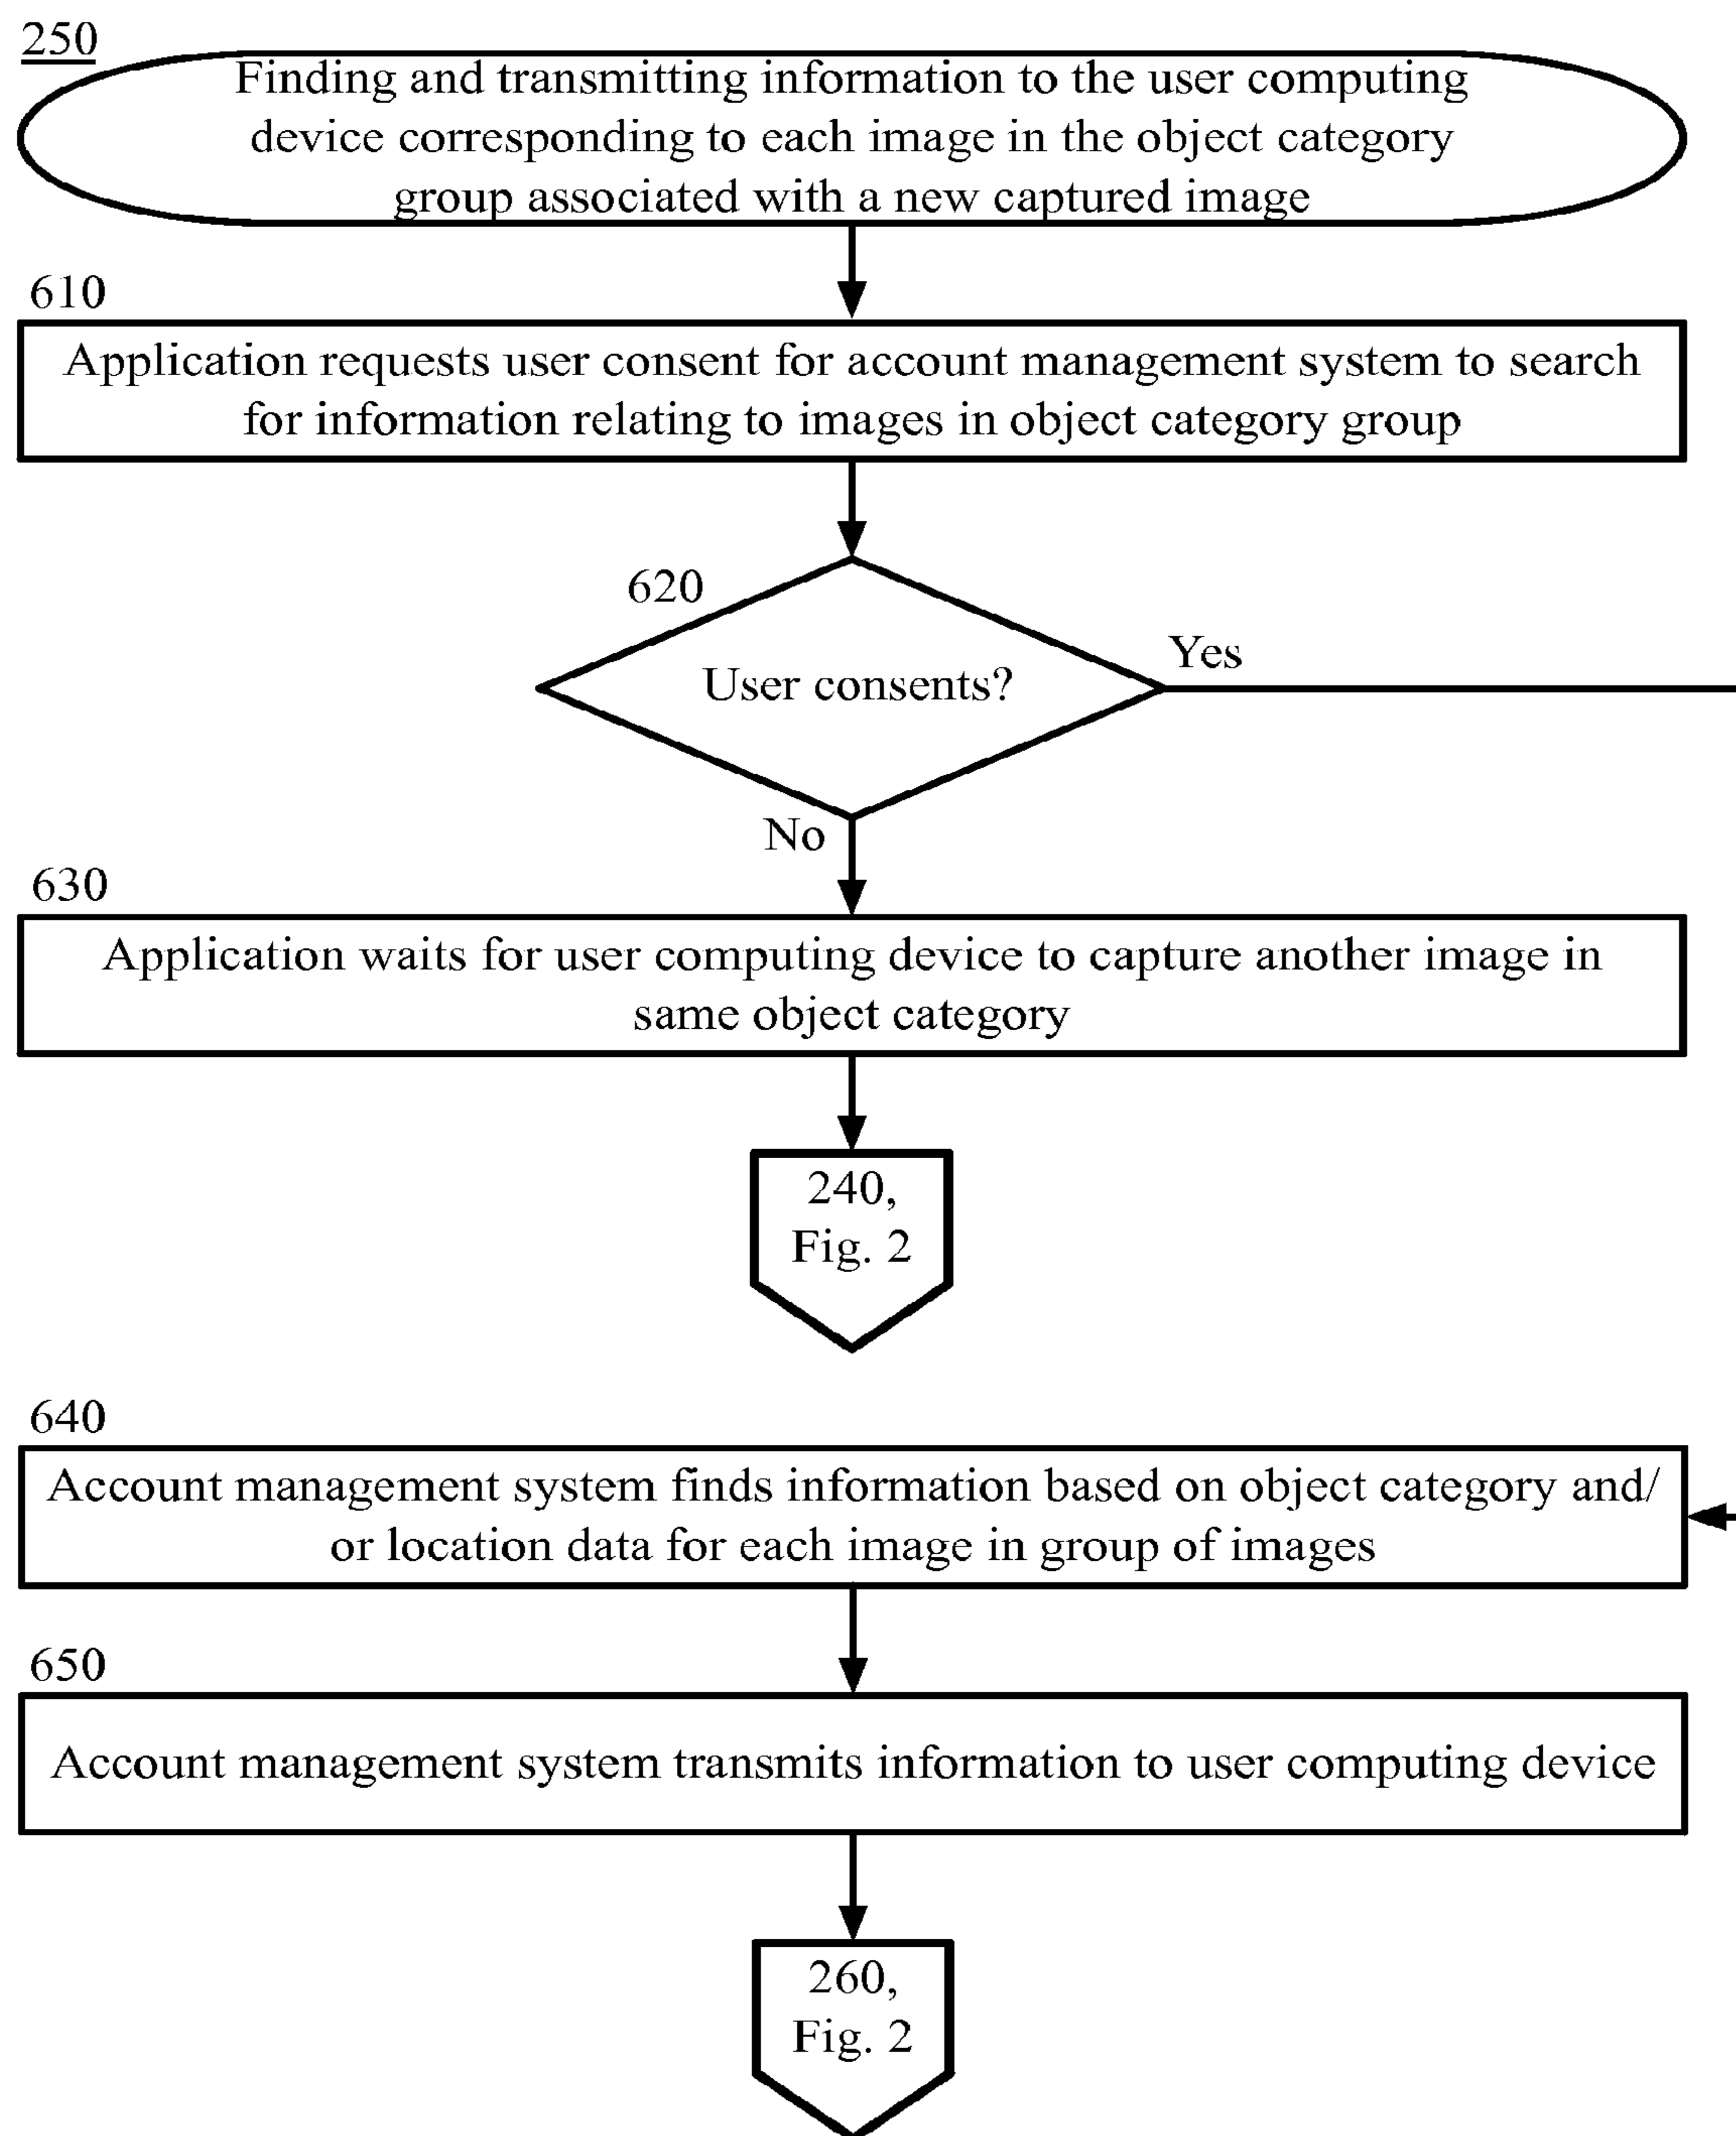 250
Finding and transmitting information to the user computing
device corresponding to each image in the object category
group associated with a new captured image
610
Application requests user consent for account management system to search
for information relating to images in object category group
620
User consents?
Yes
No
630
Application waits for user computing device to capture another image in
same object category
240,
Fig. 2
640
Account management system finds information based on object category and/
or location data for each image in group of images
650
Account management system transmits information to user computing device
260,
Fig. 2